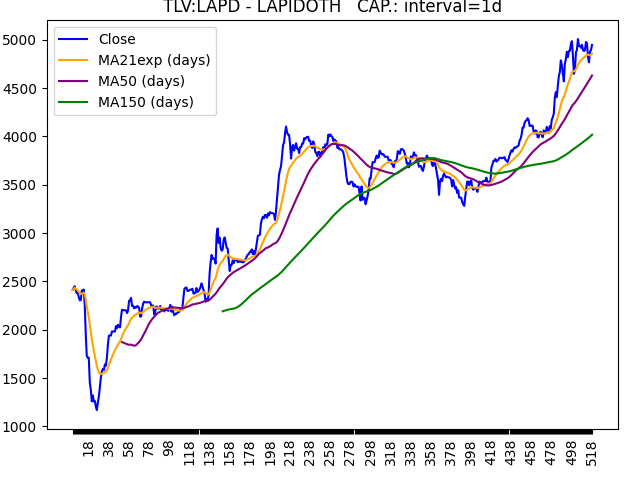 TLV:LAPD - LAPIDOTH   CAP.: interval=1d
Close
MA21exp (days)
MA50 (days)
MA150 (days)
5000
4500
4000
3500
3000
2500
2000
1500
1000
18 38 58 78 98 118 138 158 178 198 218 238 258 278 298 318 338 358 378 398 418 438 458 478 498 518